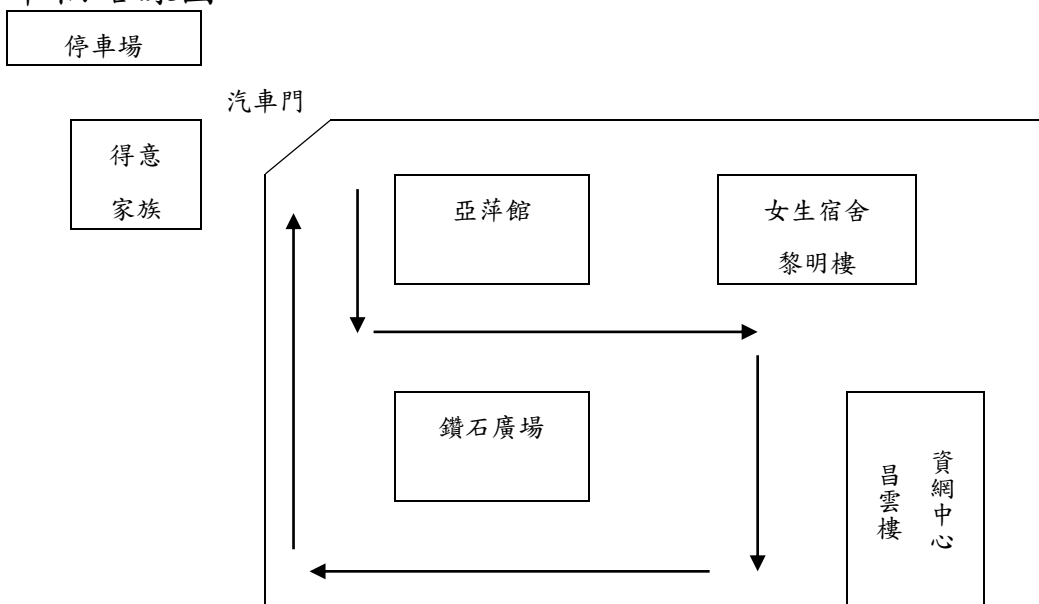 停車場
汽車門
得意
家族
亞萍館
女生宿舍
黎明樓
鑽石廣場
資網中心
昌雲樓